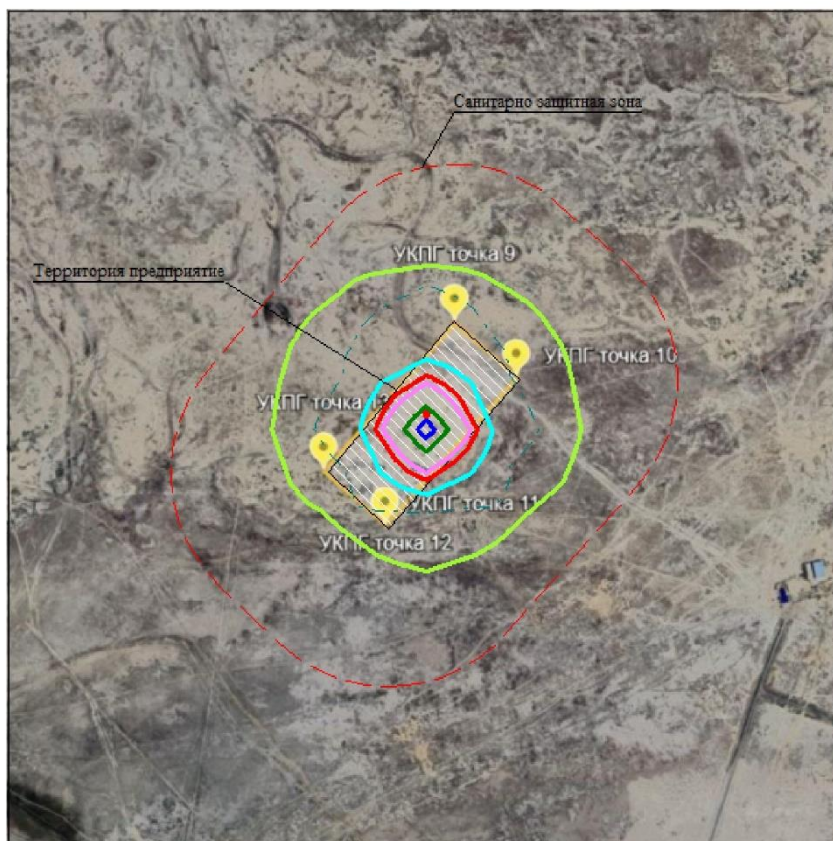 Санитарно защитная зона
УКПГ точка 9
Территория предприятие
УКПГ точка 10
УКПГ точка 13
УКПГ точка 11
УКПГ точка 12